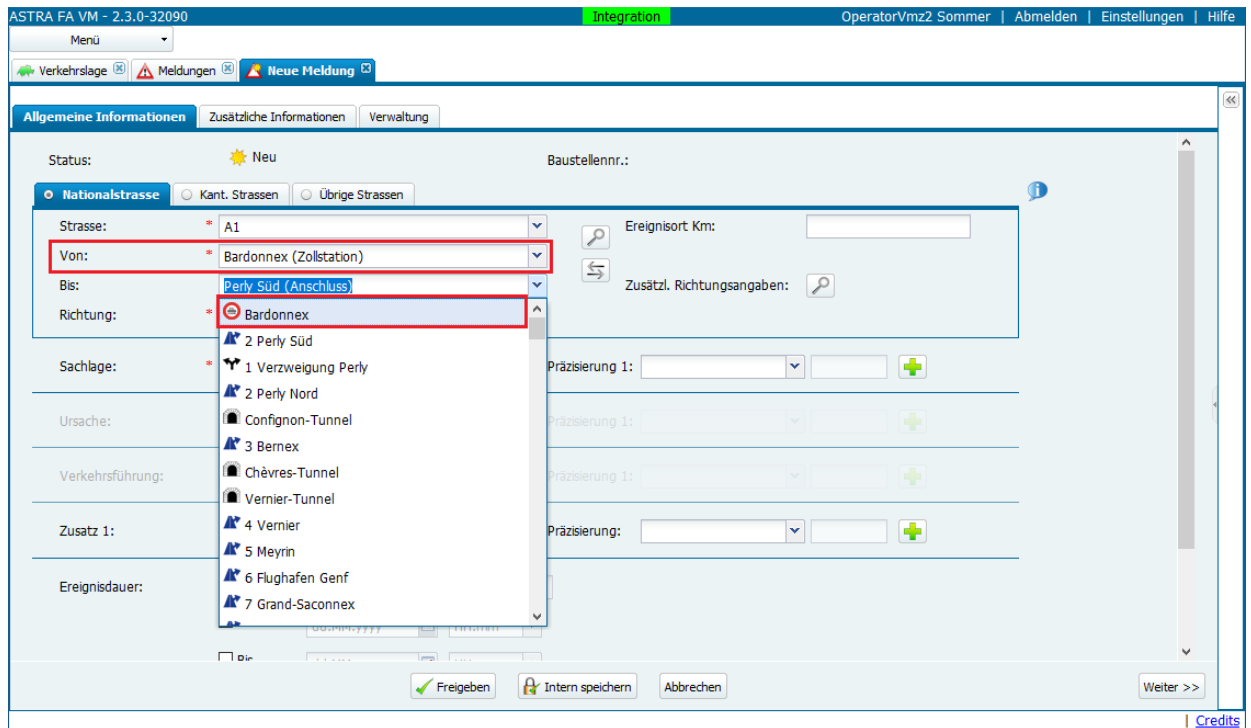 ASTRA FA VM - 2.3.0-32090 Integration OperatorVmz2 Sommer | Abmelden | Einstellungen | Hilfe
Menü
Verkehrslage Meldungen Neue Meldung
Allgemeine Informationen Zusätzliche Informationen Verwaltung
Status: Neu Baustellennr.:
Nationalstrasse Kant. Strassen Übrige Strassen
Strasse: * A1 Ereignisort Km:
Von: * Bardonnex (Zollstation)
Bis: Perly Süd (Anschluss) Zusätzl. Richtungsangaben:
Richtung: * Bardonnex
2 Perly Süd
Sachlage: * 1 Verzweigung Perly Präzisierung 1:
2 Perly Nord
Ursache: Confignon-Tunnel Präzisierung 1:
3 Bernex
Verkehrsführung: Chèvres-Tunnel Präzisierung 1:
Vernier-Tunnel
Zusatz 1: 4 Vernier Präzisierung:
5 Meyrin
Ereignisdauer: 6 Flughafen Genf
7 Grand-Saconnex
Freigeben Intern speichern Abbrechen Weiter >>
| Credits